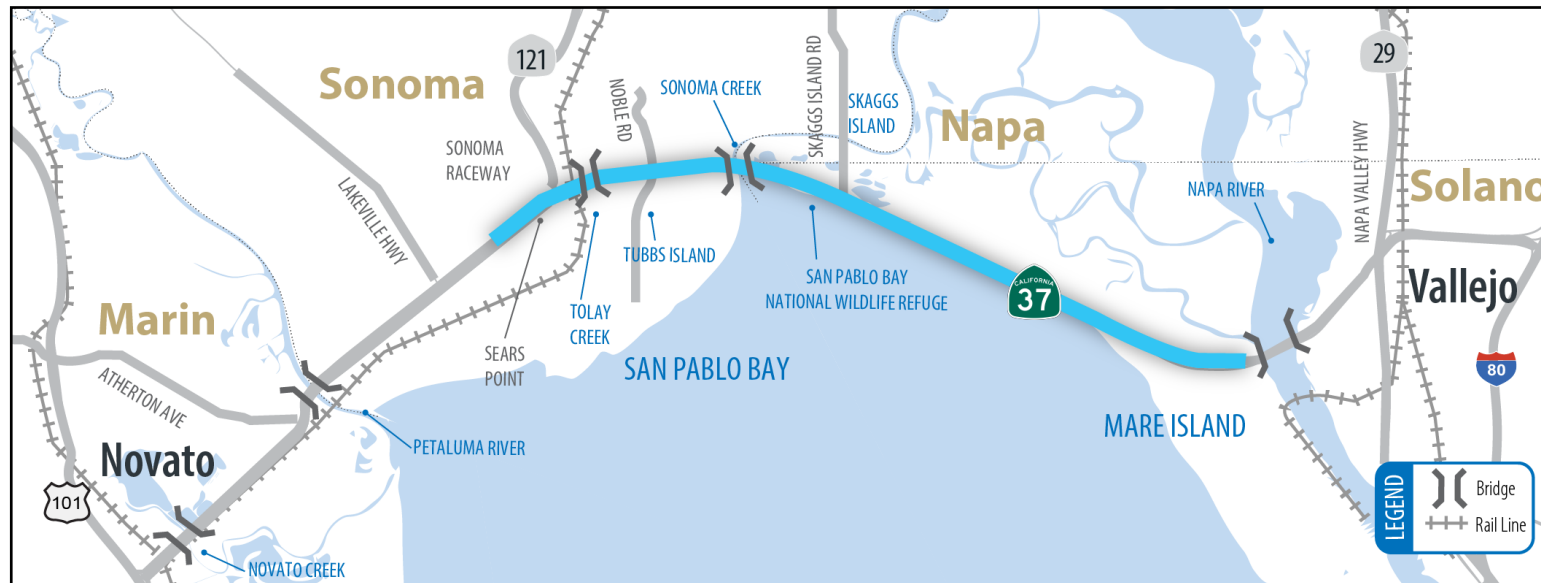 121
29
Sonoma
NOBLE RD
SONOMA CREEK
SKAGGS ISLAND RD
SKAGGS
ISLAND
Napa
SONOMA
RACEWAY
LAKEVILLE HWY
NAPA RIVER
NAPA VALLEY HWY
Solano
TUBBS ISLAND
SAN PABLO BAY
NATIONAL WILDLIFE REFUGE
CALIFORNIA
37
Vallejo
Marin
TOLAY
CREEK
SEARS
POINT
SAN PABLO BAY
80
ATHERTON AVE
MARE ISLAND
PETALUMA RIVER
Novato
101
NOVATO CREEK
LEGEND
Bridge
Rail Line